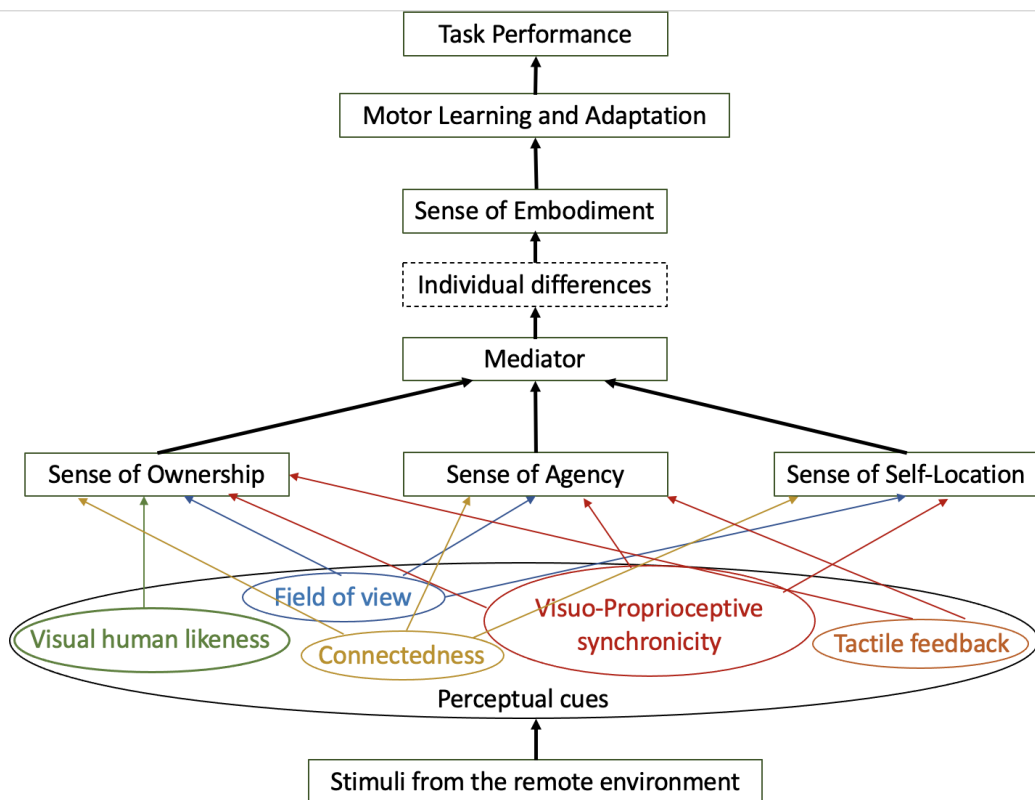 Task Performance
Motor Learning and Adaptation
Sense of Embodiment
Individual differences
Mediator
Sense of Ownership
Sense of Agency
Sense of Self-Location
Field of view
Visuo-Proprioceptive
synchronicity
Visual human likeness
Connectedness
Tactile feedback
Perceptual cues
Stimuli from the remote environment